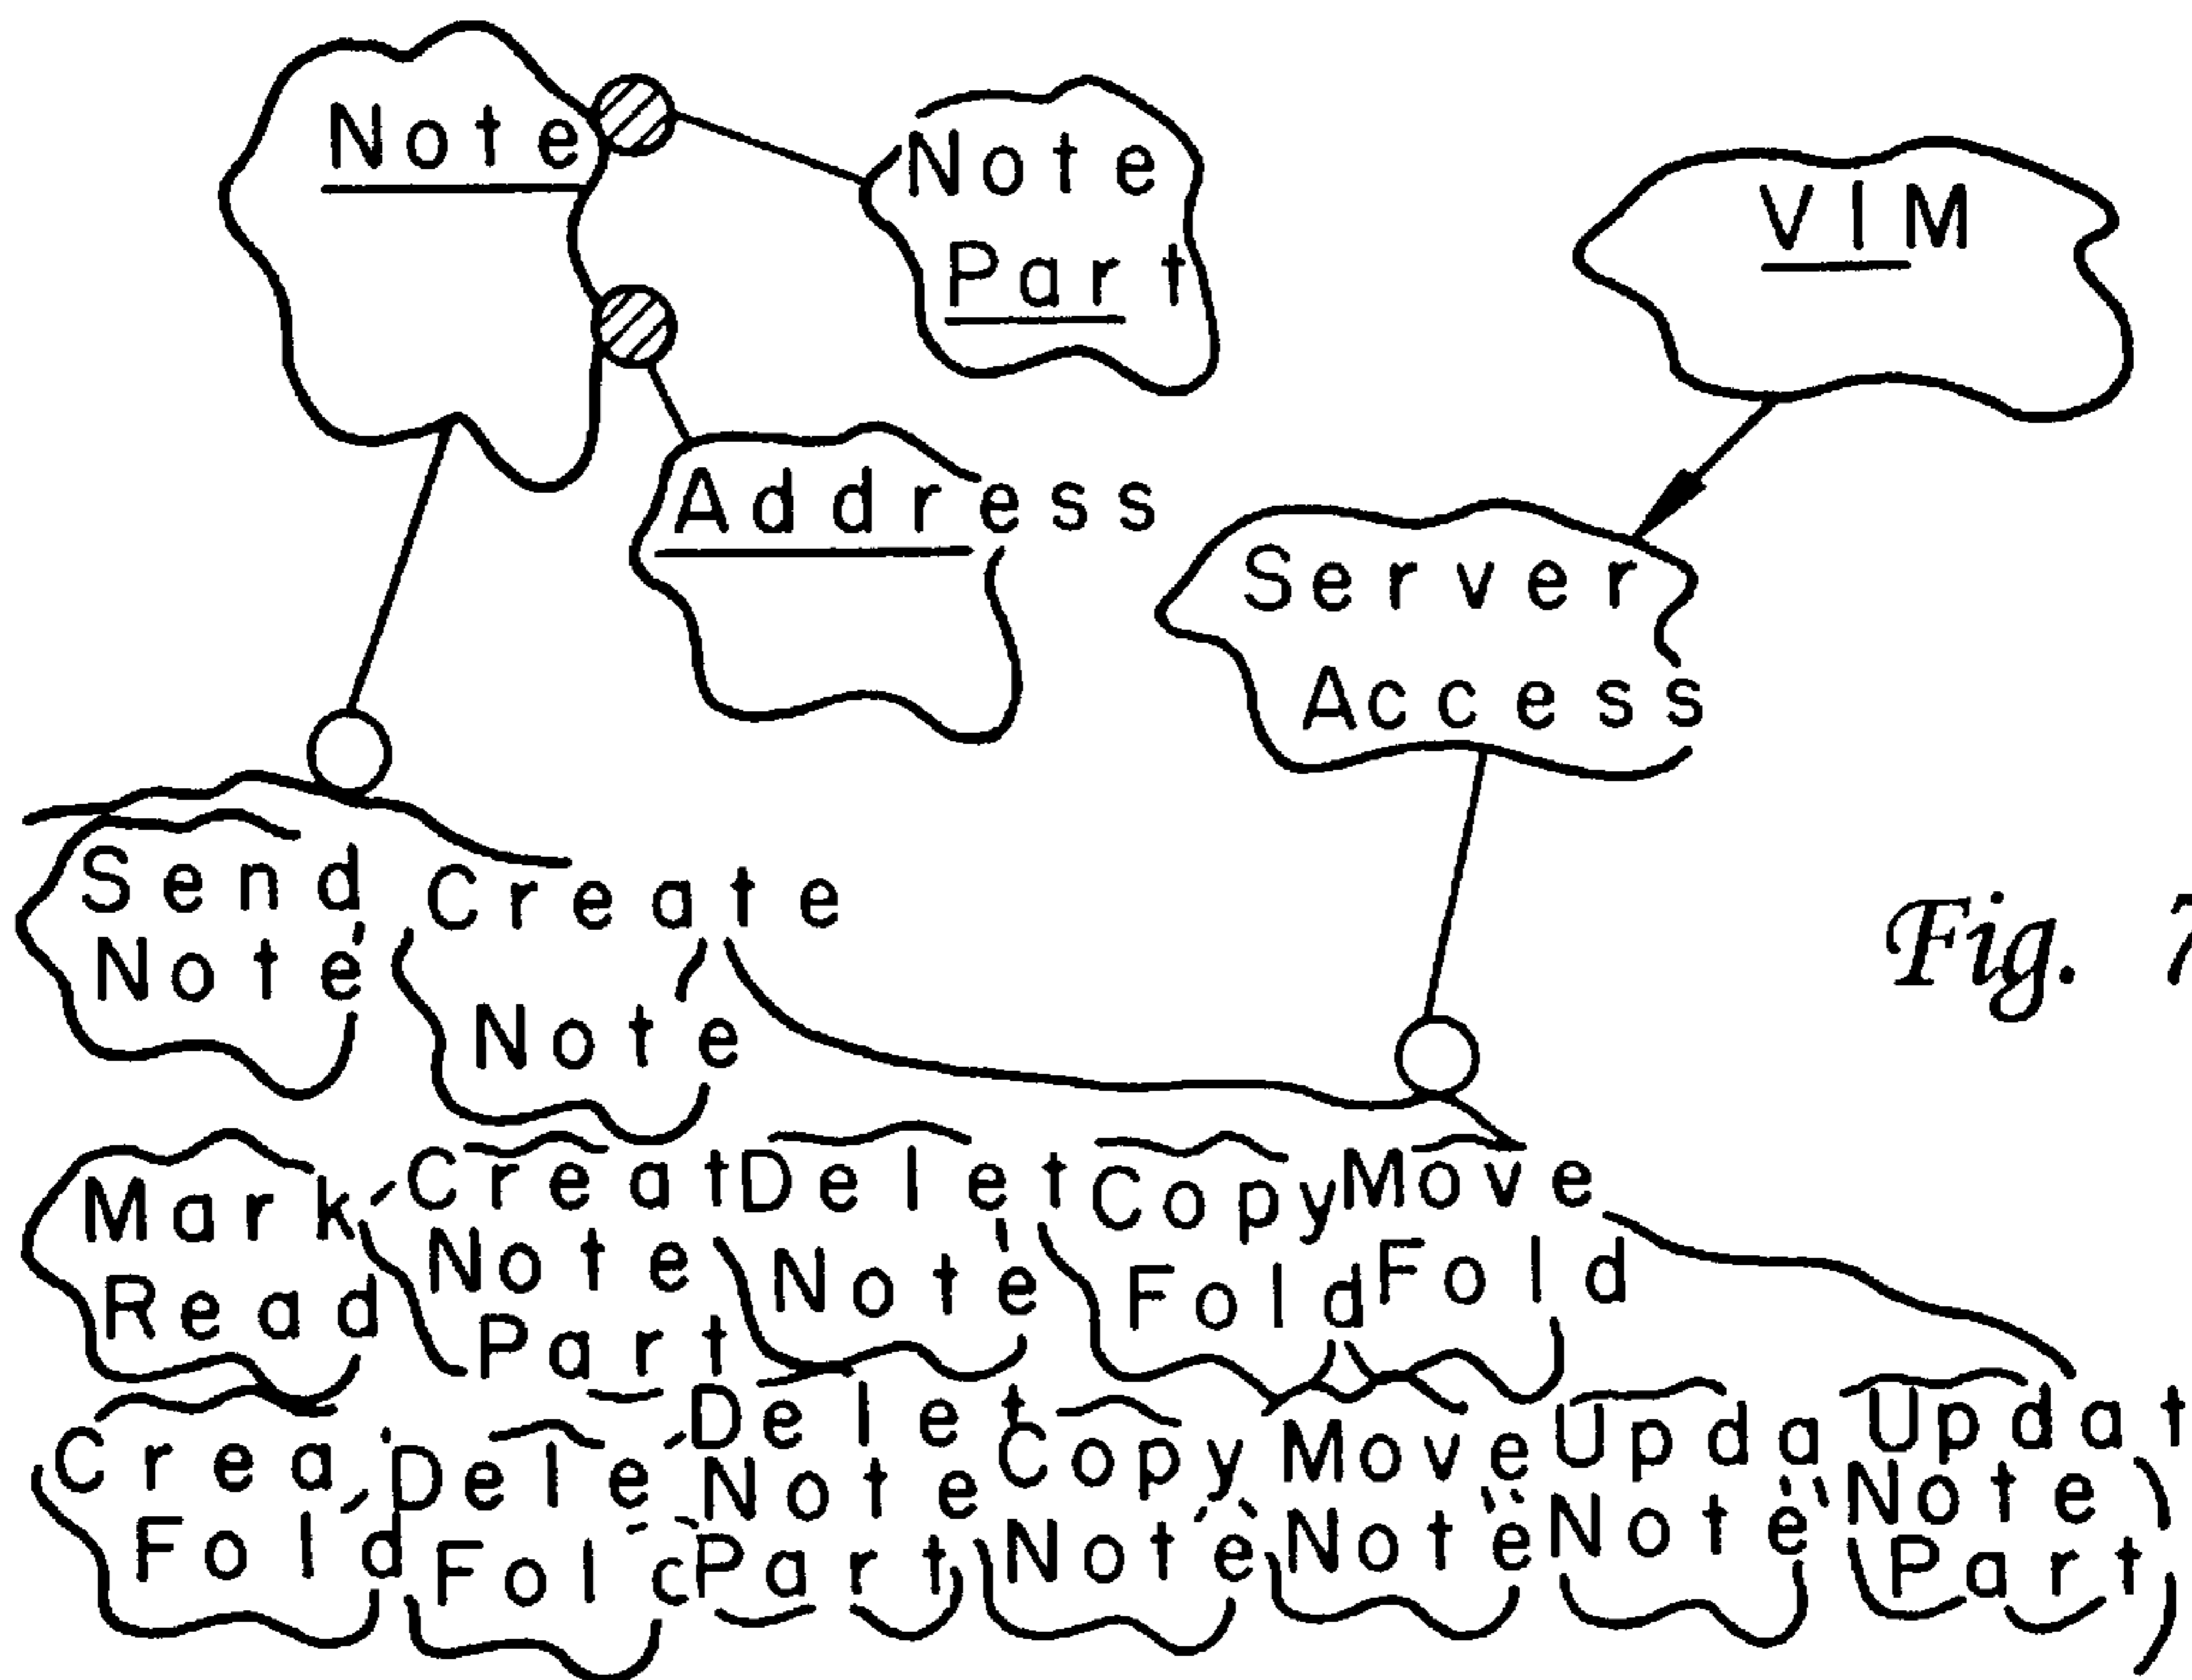 Note
Note
Part
VIM
Address
Server
Access
Send
Note
Create
Note
Fig. 7
Mark
Read
Creat
Note
Part
Delet
Note
Copy
Fold
Move
Fold
Crea
Fold
Dele
Fol
Delet
Note
Part
Copy
Note
Move
Note
Upda
Note
Updat
Note
Part